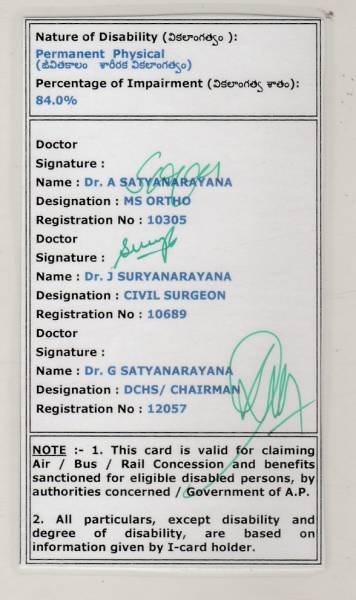 Nature of Disability (వికలాంగత్వం ):
Permanent Physical
(జీవితకాలం శారీరక వికలాంగత్వం)
Percentage of Impairment (వికలాంగత్వ శాతం):
84.0%
Doctor
Signature :
Name : Dr. A SATYANARAYANA
Designation : MS ORTHO
Registration No : 10305
Doctor
Signature :
Name : Dr. J SURYANARAYANA
Designation : CIVIL SURGEON
Registration No : 10689
Doctor
Signature :
Name : Dr. G SATYANARAYANA
Designation : DCHS/ CHAIRMAN
Registration No : 12057
NOTE :- 1. This card is valid for claiming
Air / Bus / Rail Concession and benefits
sanctioned for eligible disabled persons, by
authorities concerned / Government of A.P.
2. All particulars, except disability and
degree of disability, are based on
information given by I-card holder.